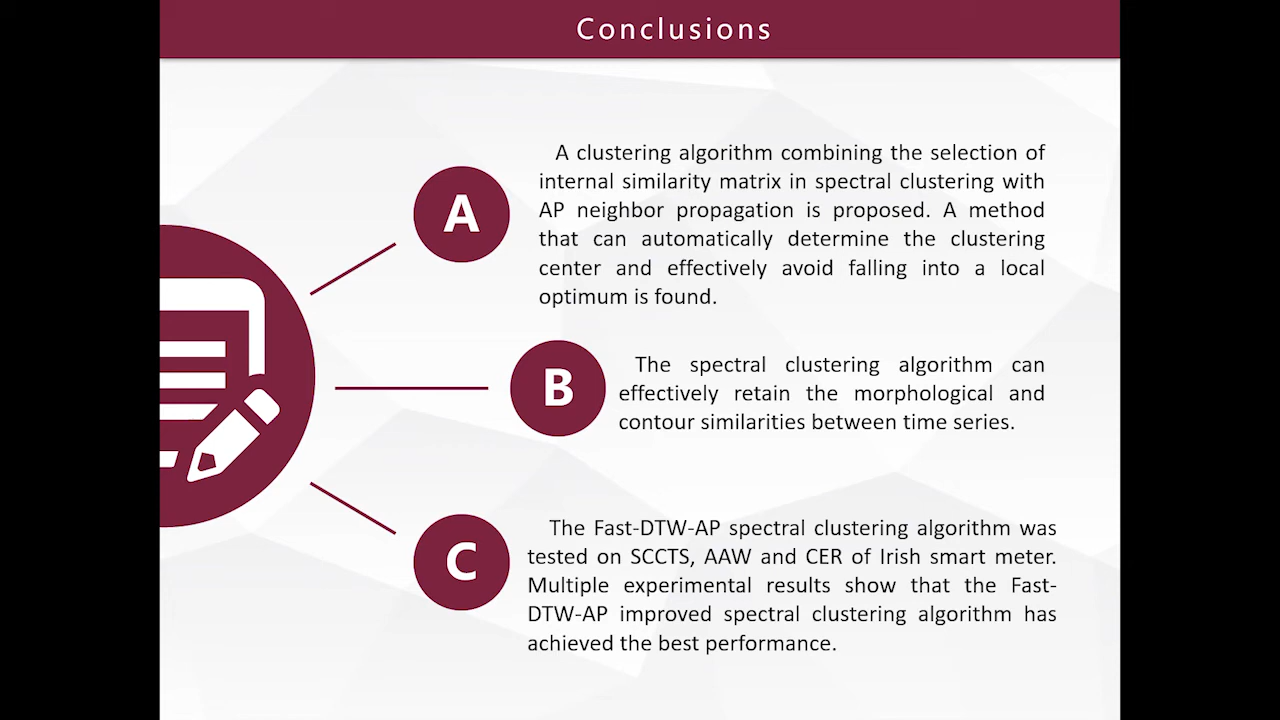 Conclusions
A
A clustering algorithm combining the selection of
internal similarity matrix in spectral clustering with
AP neighbor propagation is proposed. A method
that can automatically determine the clustering
center and effectively avoid falling into a local
optimum is found.
B
The spectral clustering algorithm can
effectively retain the morphological and
contour similarities between time series.
C
The Fast-DTW-AP spectral clustering algorithm was
tested on SCCTS, AAW and CER of Irish smart meter.
Multiple experimental results show that the Fast-
DTW-AP improved spectral clustering algorithm has
achieved the best performance.